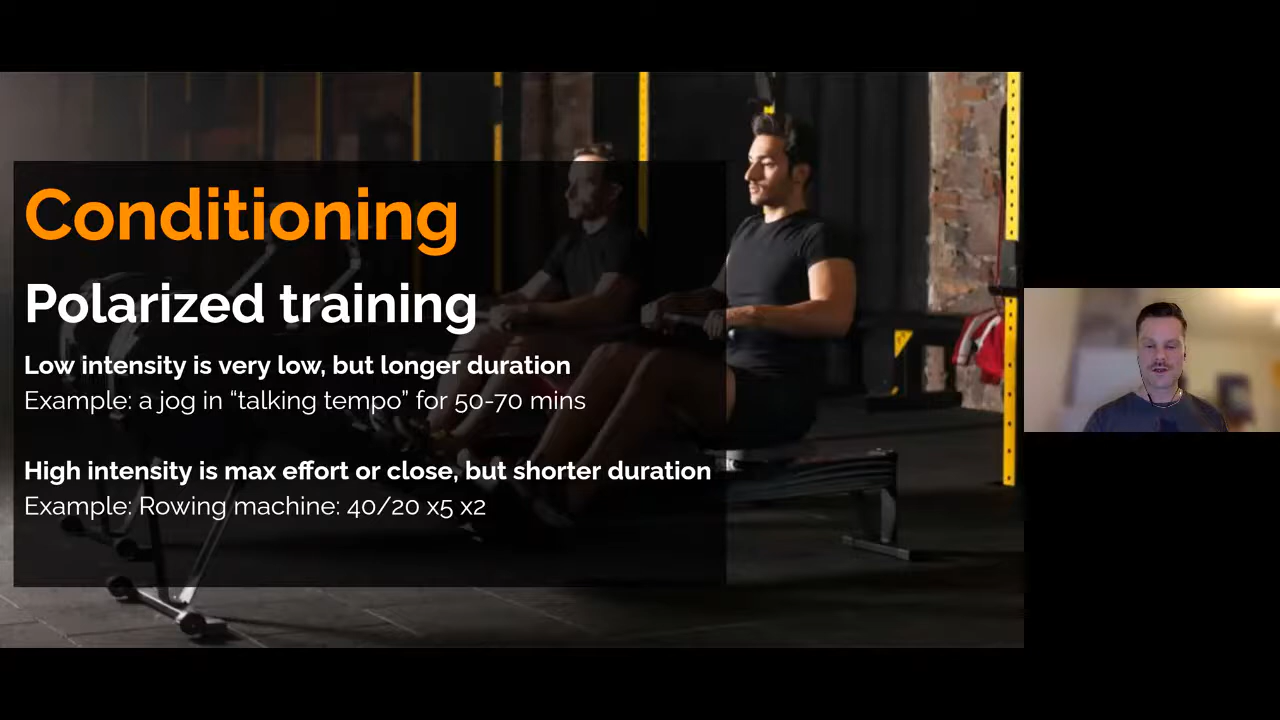 Conditioning
Polarized training
Low intensity is very low, but longer duration
Example: a jog in “talking tempo” for 50-70 mins
High intensity is max effort or close, but shorter duration
Example: Rowing machine: 40/20 x5 x2